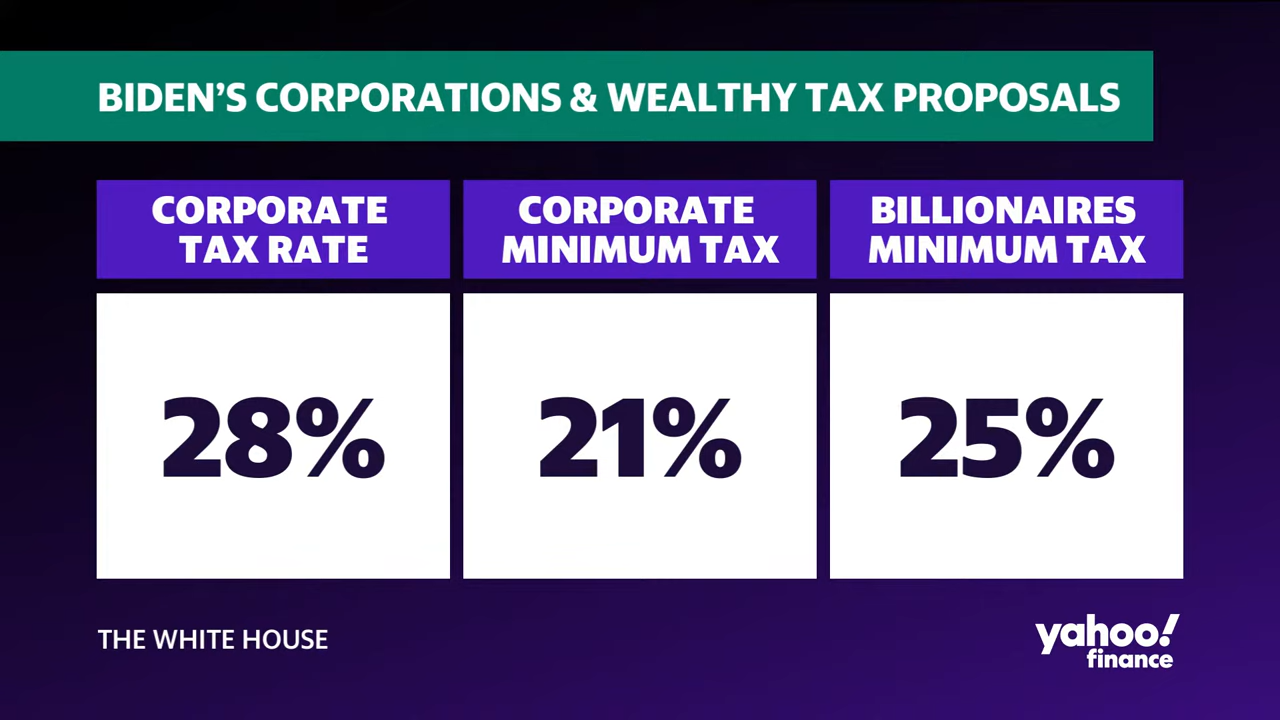 BIDEN’S CORPORATIONS & WEALTHY TAX PROPOSALS
CORPORATE
TAX RATE
28%
CORPORATE
MINIMUM TAX
21%
BILLIONAIRES
MINIMUM TAX
25%
THE WHITE HOUSE
yahoo!
finance